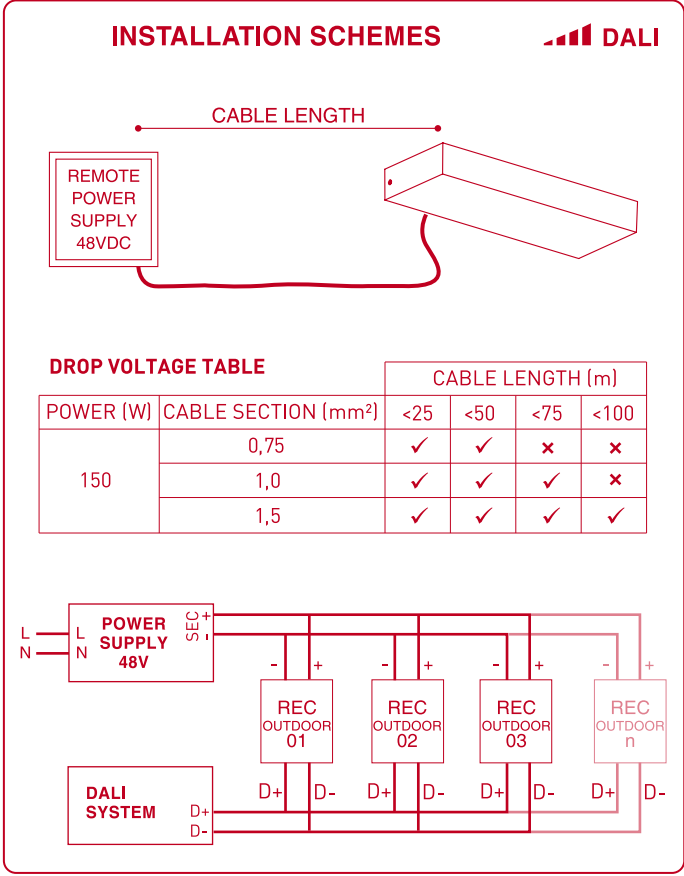 INSTALLATION SCHEMES
DALI
CABLE LENGTH
REMOTE
POWER
SUPPLY
48VDC
DROP VOLTAGE TABLE
CABLE LENGTH (m)
POWER (W) CABLE SECTION (mm²) <25 <50 <75 <100
150
0,75 ✓ ✓ × ×
1,0 ✓ ✓ ✓ ×
1,5 ✓ ✓ ✓ ✓
L L POWER SEC +
N N SUPPLY -
48V
- + - + - + - +
REC REC REC REC
OUTDOOR OUTDOOR OUTDOOR OUTDOOR
01 02 03 n
D+ D- D+ D- D+ D- D+ D-
DALI
SYSTEM
D+
D-